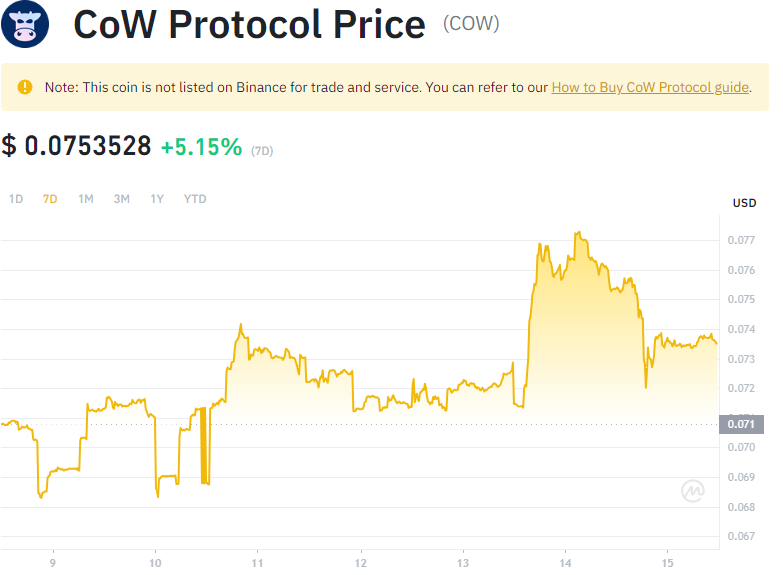 CoW Protocol Price (COW)
Note: This coin is not listed on Binance for trade and service. You can refer to our How to Buy CoW Protocol guide.
$ 0.0753528 +5.15% (7D)
1D 7D 1M 3M 1Y YTD
USD
0.077
0.076
0.075
0.074
0.073
0.072
0.071
0.070
0.069
0.068
0.067
9 10 11 12 13 14 15